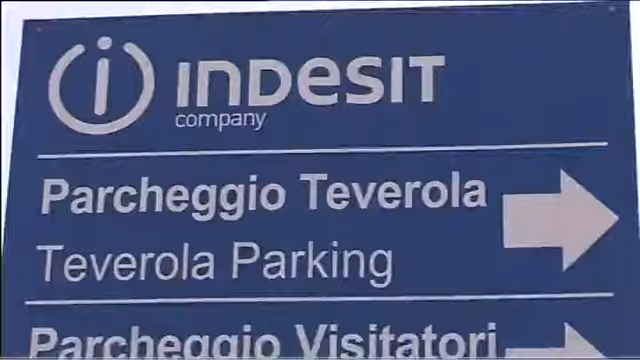 INDESIT
company
Parcheggio Teverola
Teverola Parking
Parcheggio Visitatori